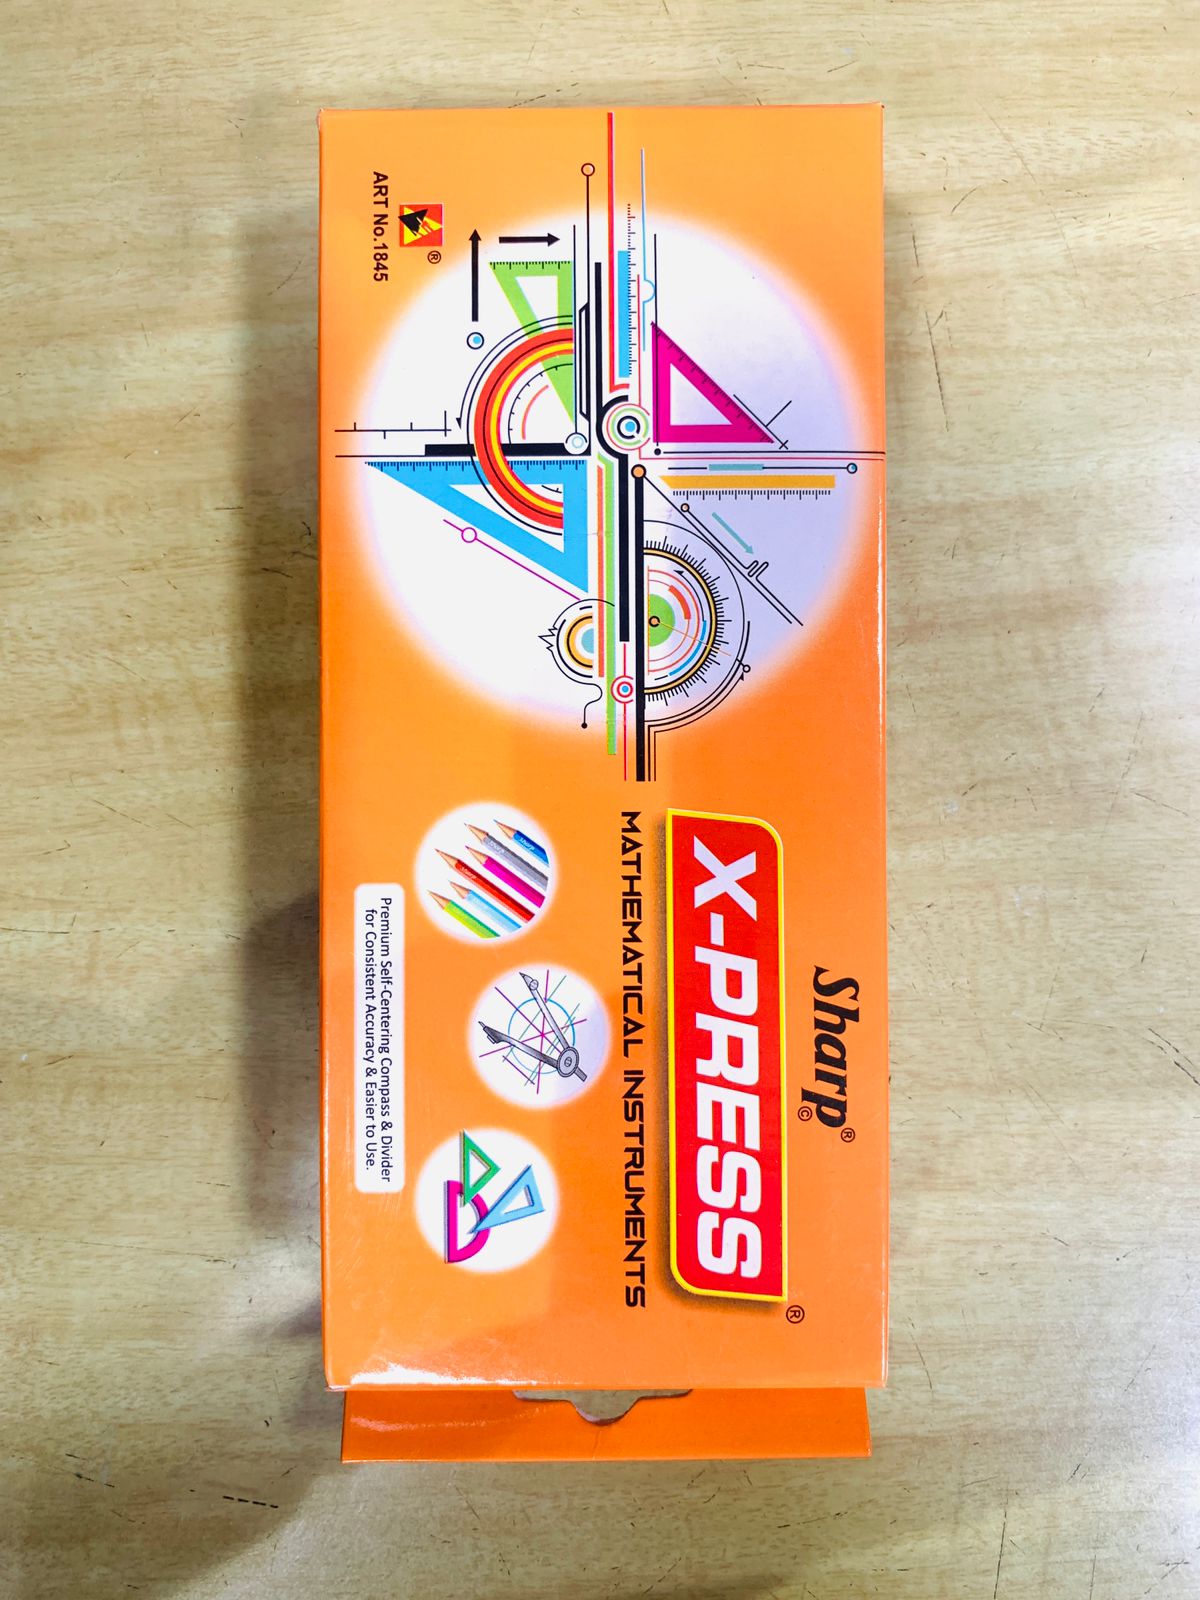 Sharp®
©
X-PRESS®
MATHEMATICAL INSTRUMENTS
Premium Self-Centering Compass & Divider
for Consistent Accuracy & Easier to Use.
®
ART No.1845